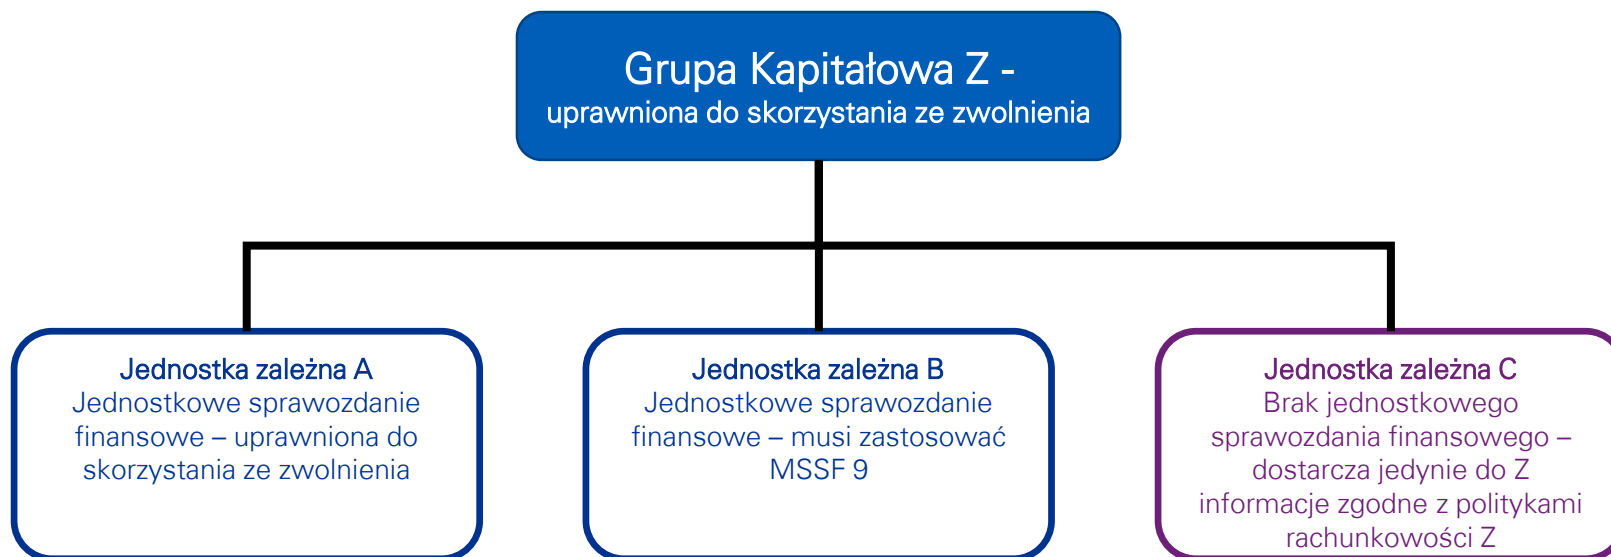 Grupa Kapitałowa Z -
uprawniona do skorzystania ze zwolnienia
Jednostka zależna A
Jednostkowe sprawozdanie
finansowe – uprawniona do
skorzystania ze zwolnienia
Jednostka zależna B
Jednostkowe sprawozdanie
finansowe – musi zastosować
MSSF 9
Jednostka zależna C
Brak jednostkowego
sprawozdania finansowego –
dostarcza jedynie do Z
informacje zgodne z politykami
rachunkowości Z